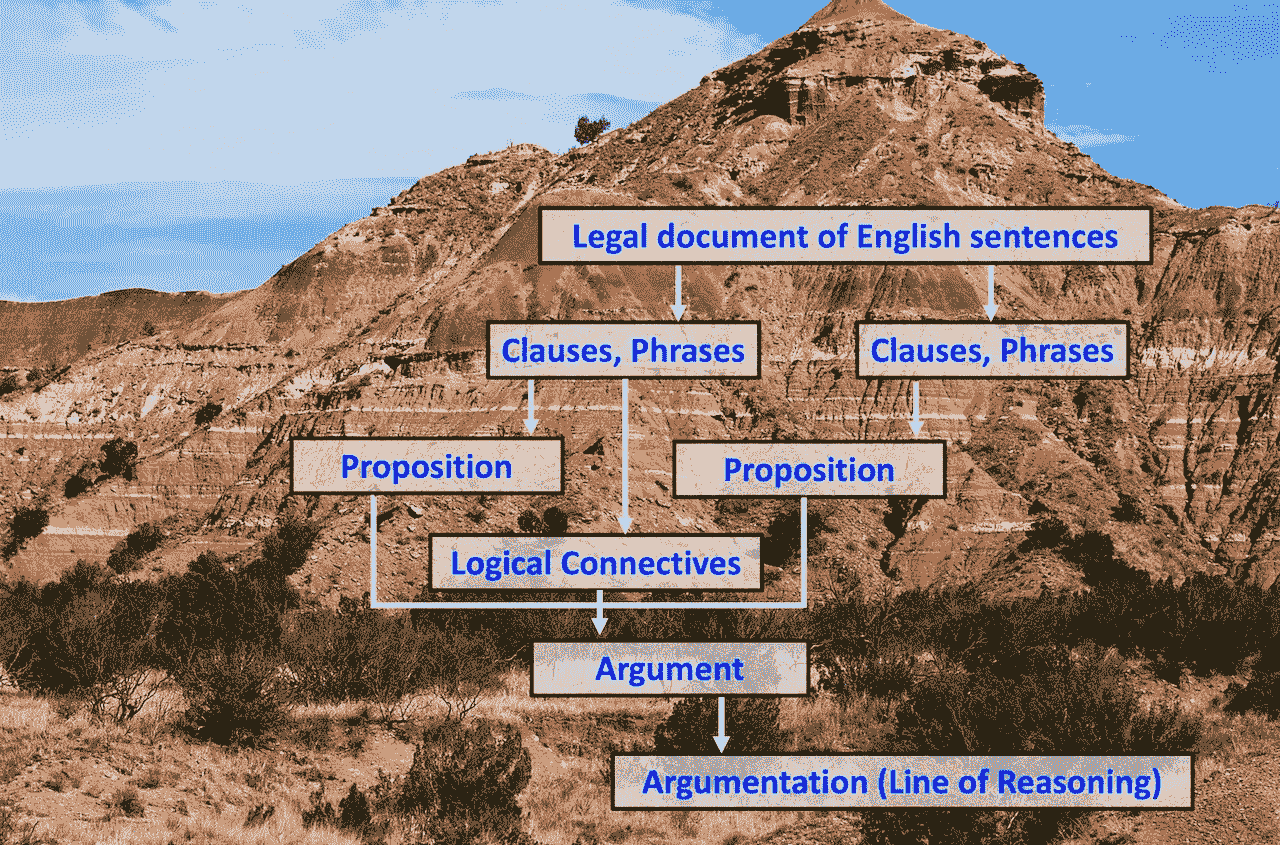 Legal document of English sentences
Clauses, Phrases
Clauses, Phrases
Proposition
Proposition
Logical Connectives
Argument
Argumentation (Line of Reasoning)